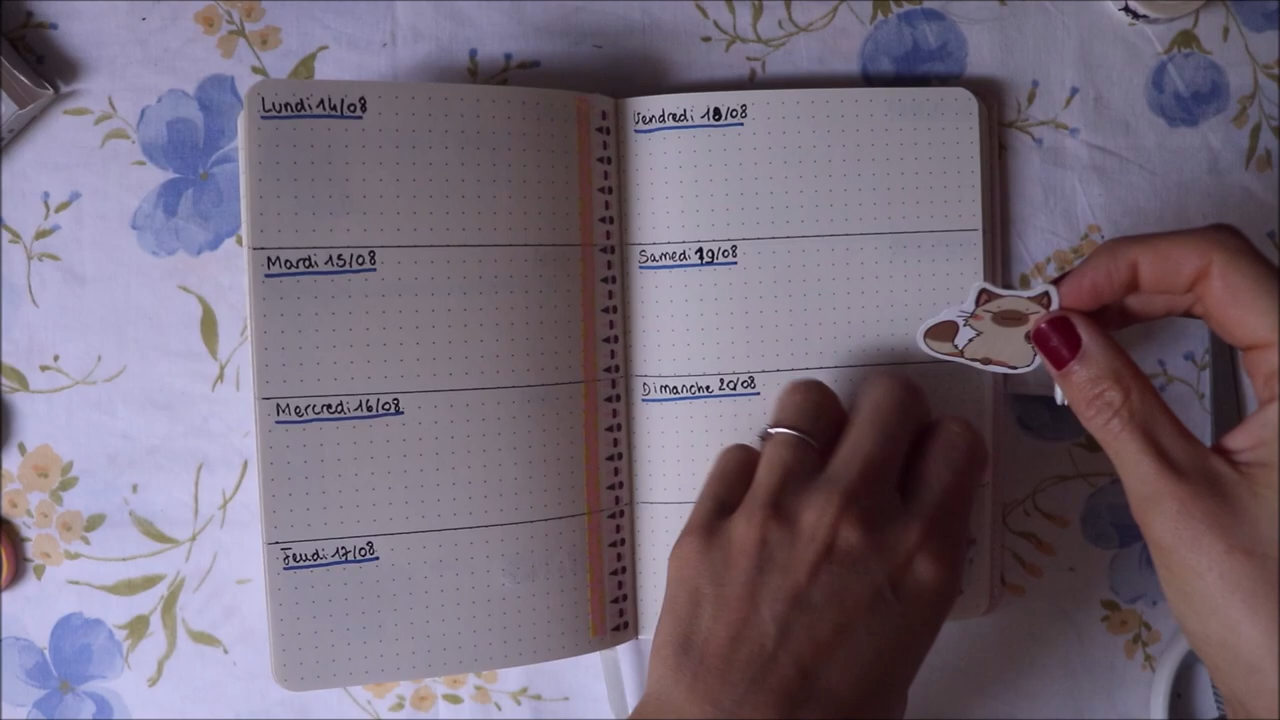 Lundi 14/08
Mardi 15/08
Mercredi 16/08
Jeudi 17/08
Vendredi 18/08
Samedi 19/08
Dimanche 20/08